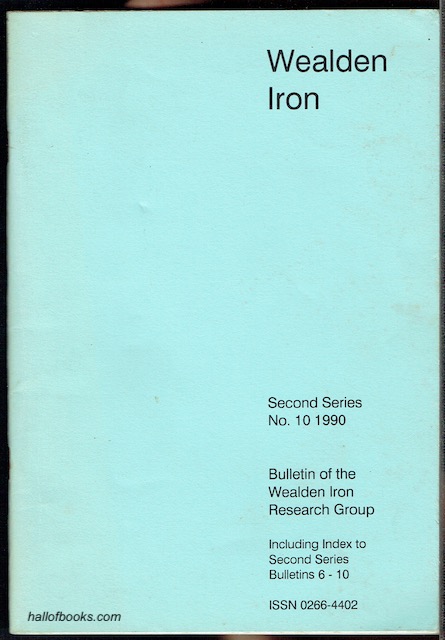 Wealden
Iron
Second Series
No. 10 1990
Bulletin of the
Wealden Iron
Research Group
Including Index to
Second Series
Bulletins 6 - 10
ISSN 0266-4402
hallofbooks.com